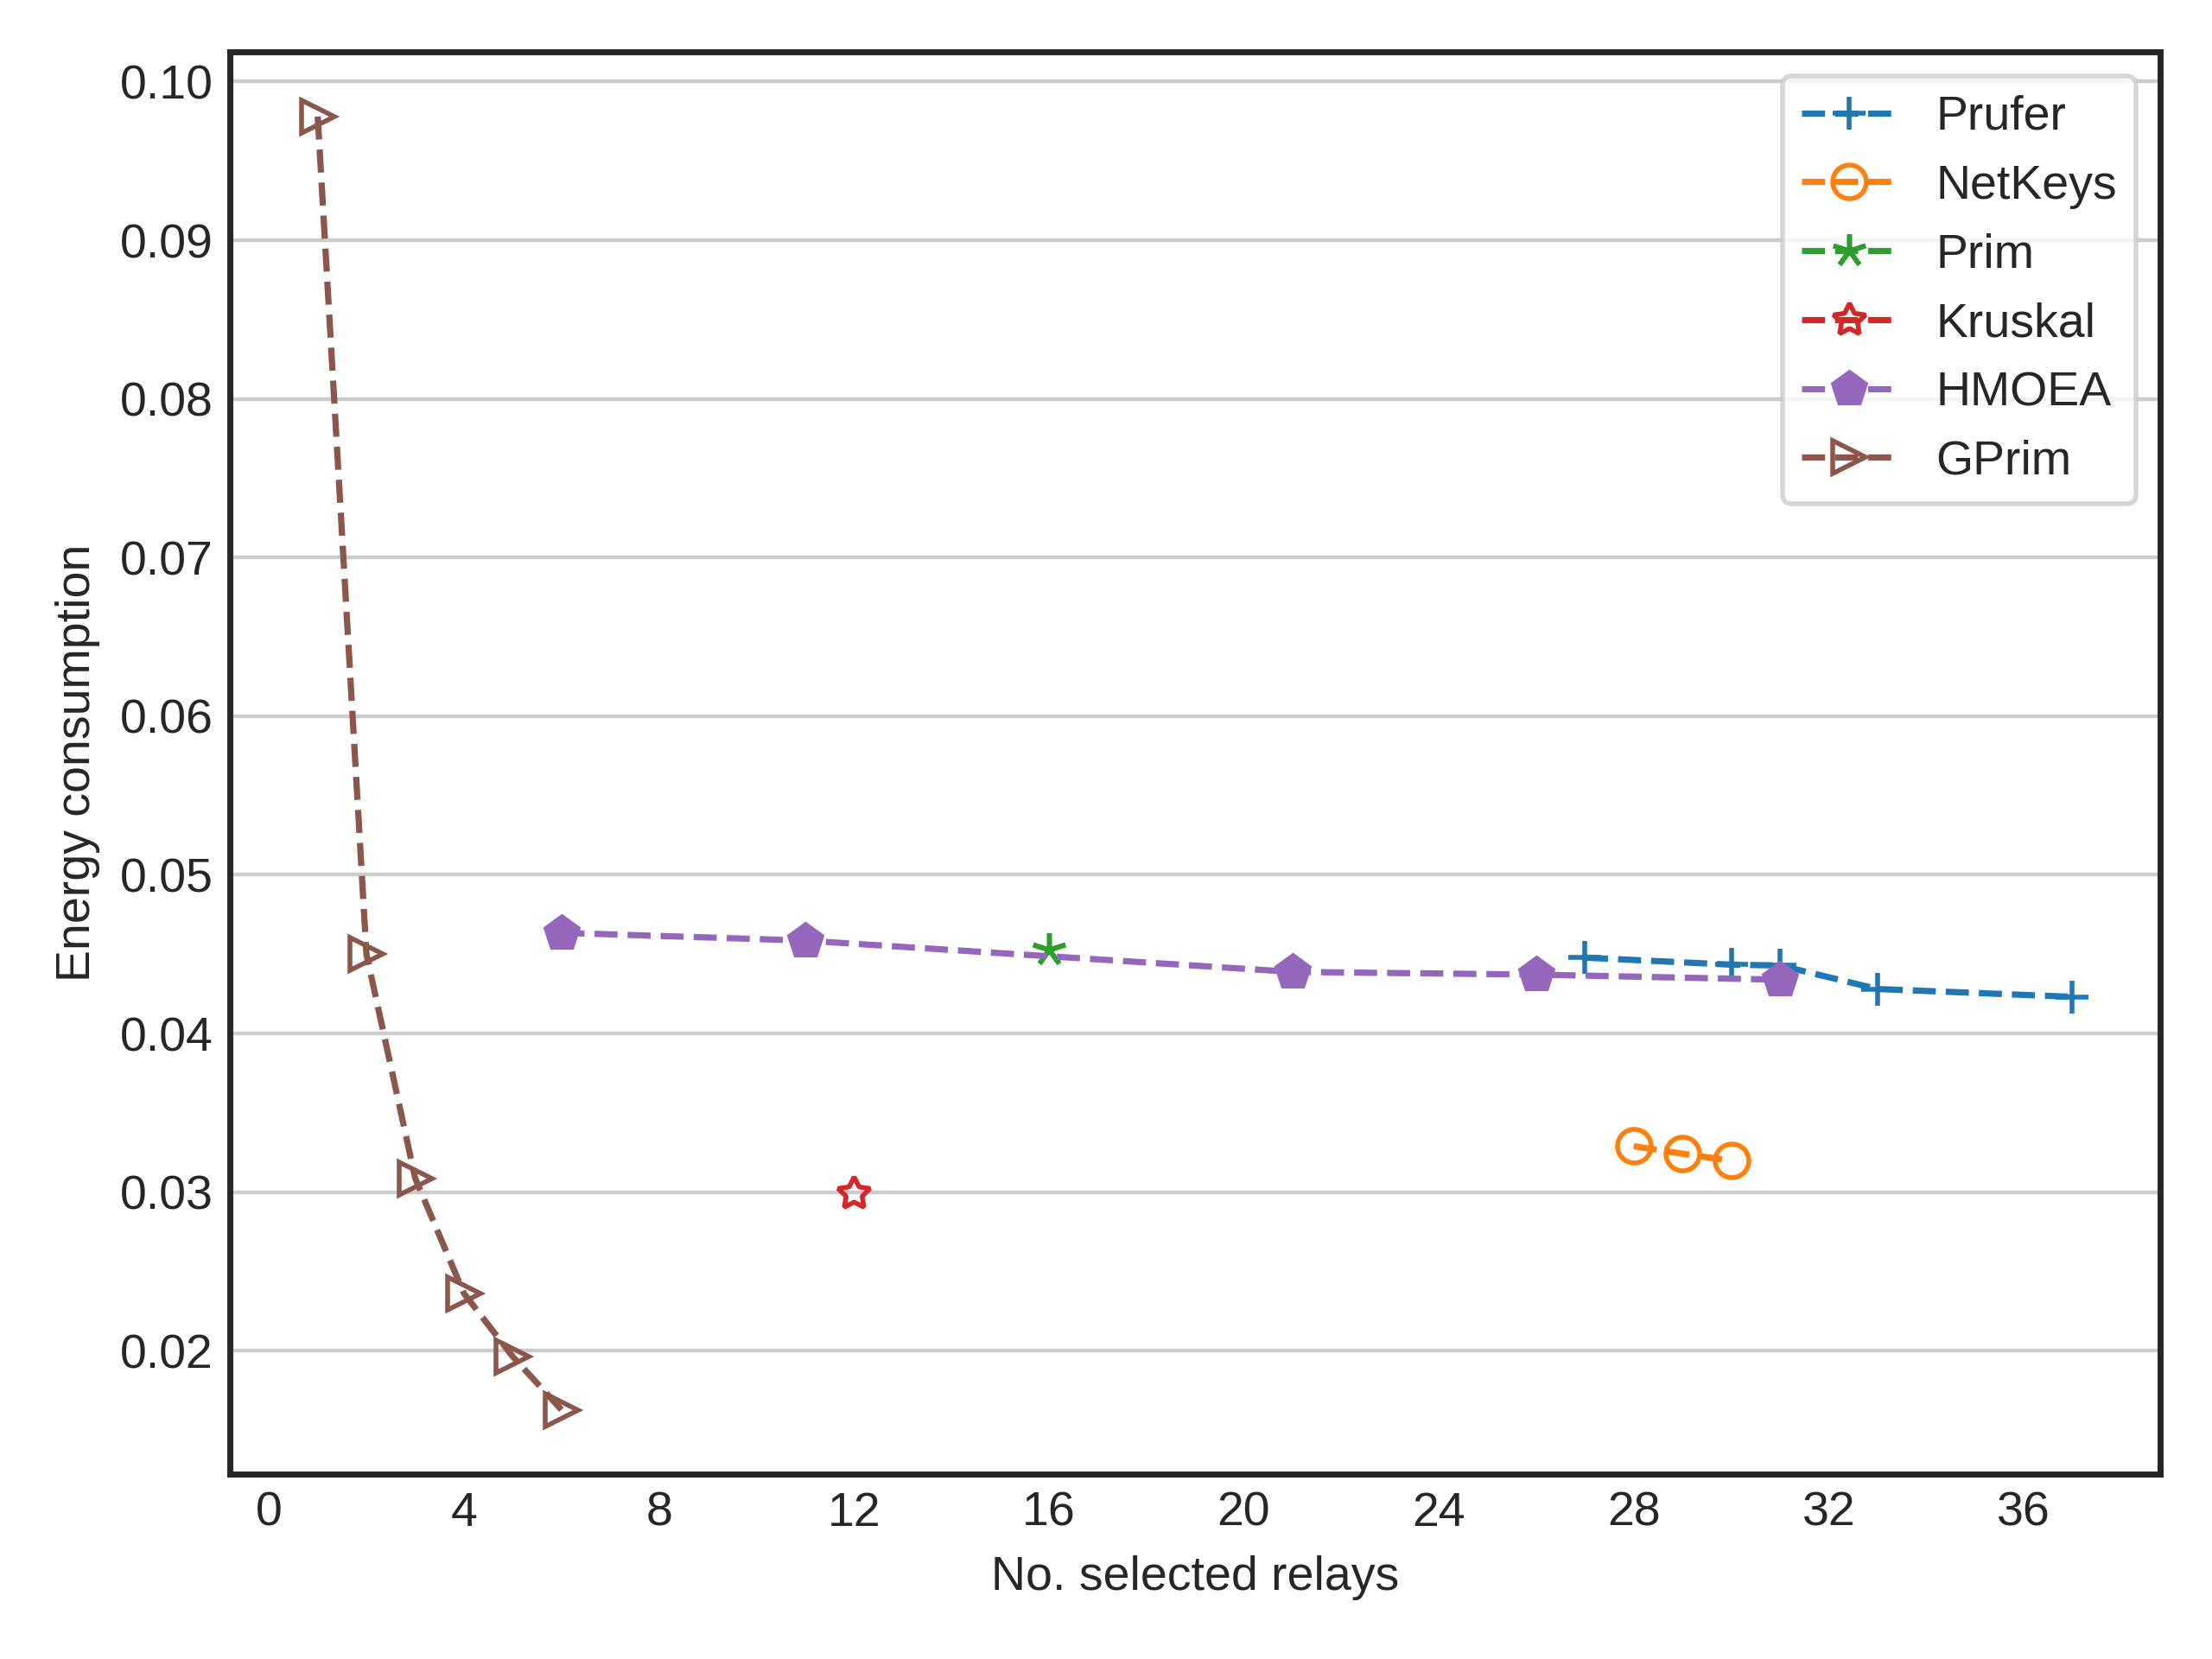 0.10
0.09
0.08
0.07
0.06
0.05
0.04
0.03
0.02
Energy consumption
Prufer
NetKeys
Prim
Kruskal
HMOEA
GPrim
0 4 8 12 16 20 24 28 32 36
No. selected relays